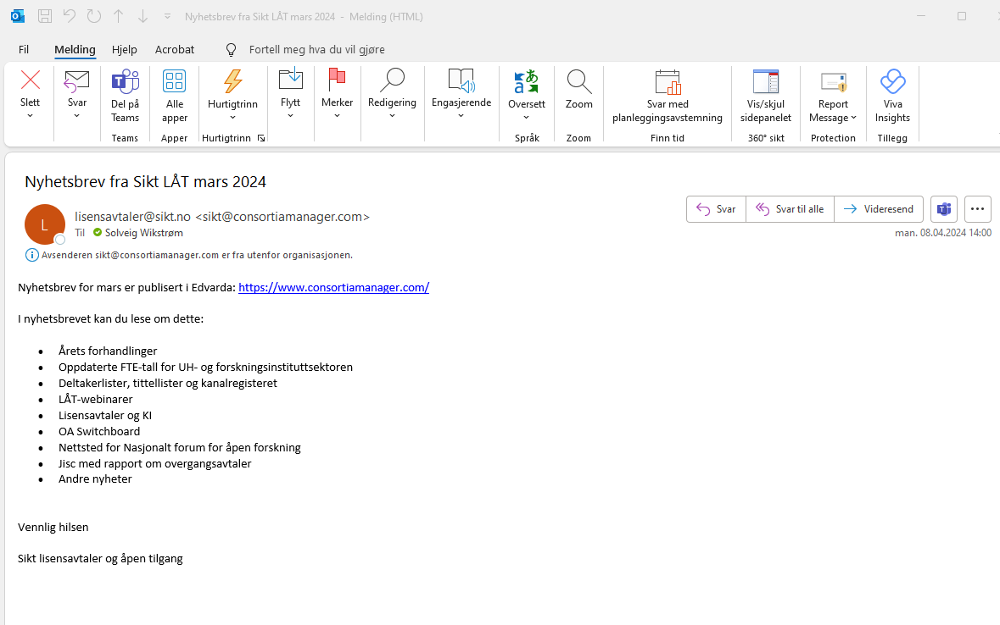 Nyhetsbrev fra Sikt LÅT mars 2024 - Melding (HTML)
Fil Melding Hjelp Acrobat Fortell meg hva du vil gjøre
Slett Svar Del på Teams Alle apper Hurtigtrinn Flytt Merker Redigering Engasjerende Oversett Zoom Svar med planleggingsavstemning Vis/skjul sidepanelet Report Message Viva Insights
Teams Apper Hurtigtrinn Språk Zoom Finn tid 360° sikt Protection Tillegg
Nyhetsbrev fra Sikt LÅT mars 2024
L
lisensavtaler@sikt.no <sikt@consortiamanager.com>
Til Solveig Wikstrøm
Svar Svar til alle Videresend
man. 08.04.2024 14:00
Avsenderen sikt@consortiamanager.com er fra utenfor organisasjonen.
Nyhetsbrev for mars er publisert i Edvarda: https://www.consortiamanager.com/
I nyhetsbrevet kan du lese om dette:
• Årets forhandlinger
• Oppdaterte FTE-tall for UH- og forskningsinstituttsektoren
• Deltakerlister, tittellister og kanalregisteret
• LÅT-webinarer
• Lisensavtaler og KI
• OA Switchboard
• Nettsted for Nasjonalt forum for åpen forskning
• Jisc med rapport om overgangsavtaler
• Andre nyheter
Vennlig hilsen
Sikt lisensavtaler og åpen tilgang